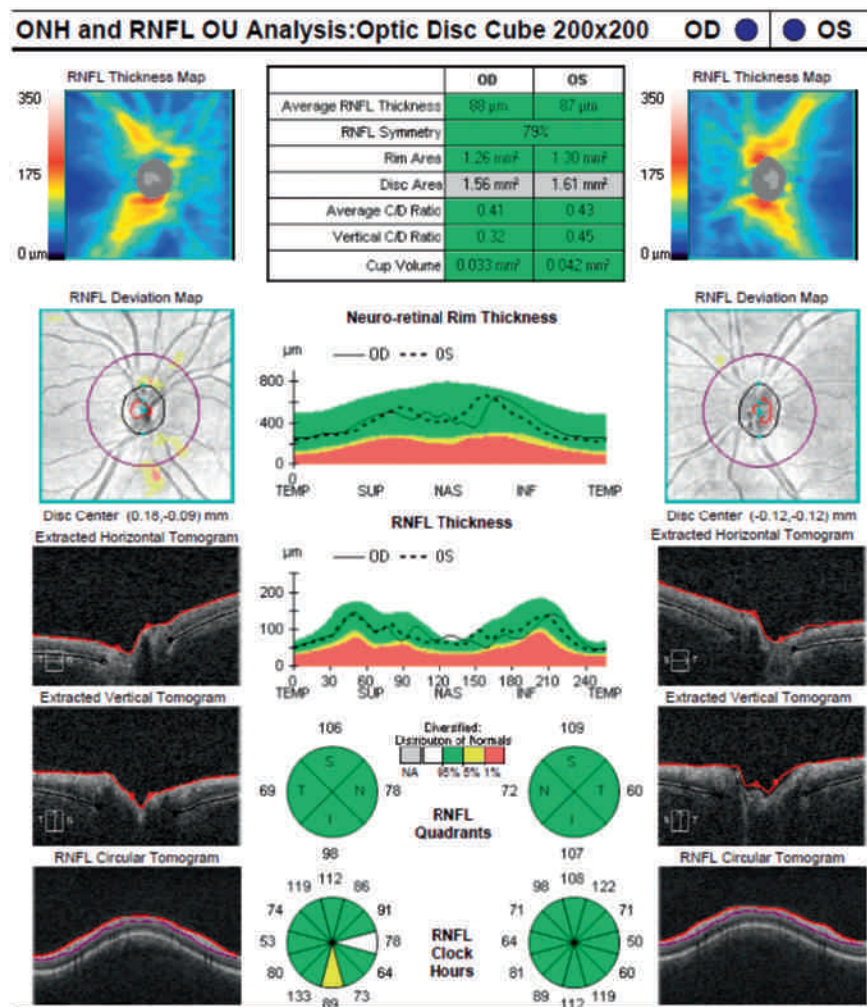 ONH and RNFL OU Analysis:Optic Disc Cube 200x200 OD OS
RNFL Thickness Map
350
175
0 µm
OD OS
Average RNFL Thickness 88 µm 87 µm
RNFL Symmetry 79%
Rim Area 1.26 mm² 1.30 mm²
Disc Area 1.56 mm² 1.61 mm²
Average C/D Ratio 0.41 0.43
Vertical C/D Ratio 0.32 0.45
Cup Volume 0.033 mm² 0.042 mm²
RNFL Thickness Map
350
175
0 µm
RNFL Deviation Map
Disc Center (0.18,-0.09) mm
Neuro-retinal Rim Thickness
µm OD OS
800
400
0
0
TEMP SUP NAS INF TEMP
RNFL Deviation Map
Disc Center (-0.12,-0.12) mm
Extracted Horizontal Tomogram
RNFL Thickness
µm OD OS
200
100
0
0 30 60 90 120 150 180 210 240
TEMP SUP NAS INF TEMP
Extracted Horizontal Tomogram
Extracted Vertical Tomogram
Extracted Vertical Tomogram
106
69 S T N I 78
98
Diversified:
Distribution of Normals
NA 95% 5% 1%
RNFL
Quadrants
109
72 S N T I 60
107
RNFL Circular Tomogram
RNFL Circular Tomogram
119 112 86
74 91
53 78
80 64
133 89 73
RNFL
Clock
Hours
98 108 122
71 71
64 50
81 60
89 112 119